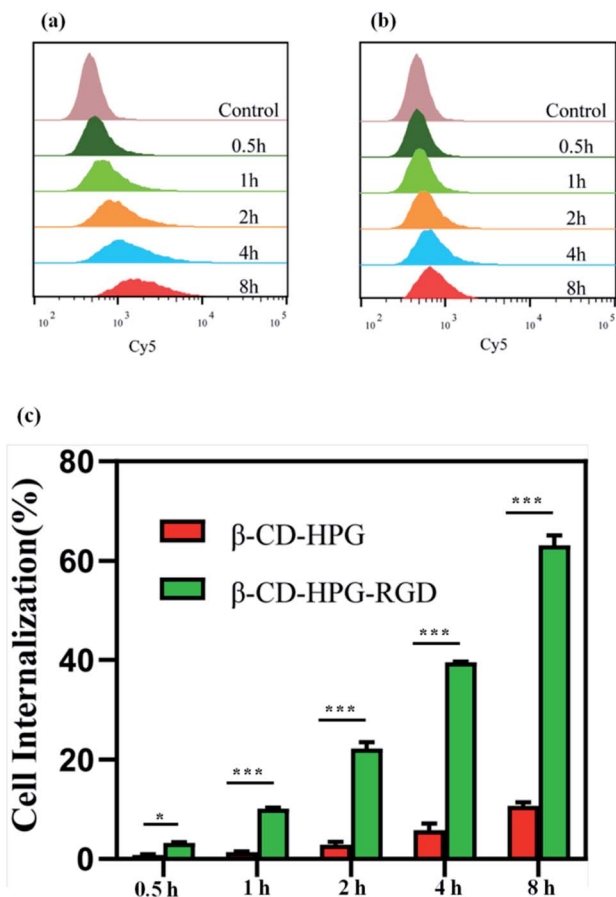 (a)
(b)
Control
0.5h
1h
2h
4h
8h
10² 10³ 10⁴ 10⁵
Cy5
Control
0.5h
1h
2h
4h
8h
10² 10³ 10⁴ 10⁵
Cy5
(c)
Cell Internalization(%)
80
60
40
20
0
β-CD-HPG
β-CD-HPG-RGD
*
***
***
***
***
0.5 h 1 h 2 h 4 h 8 h